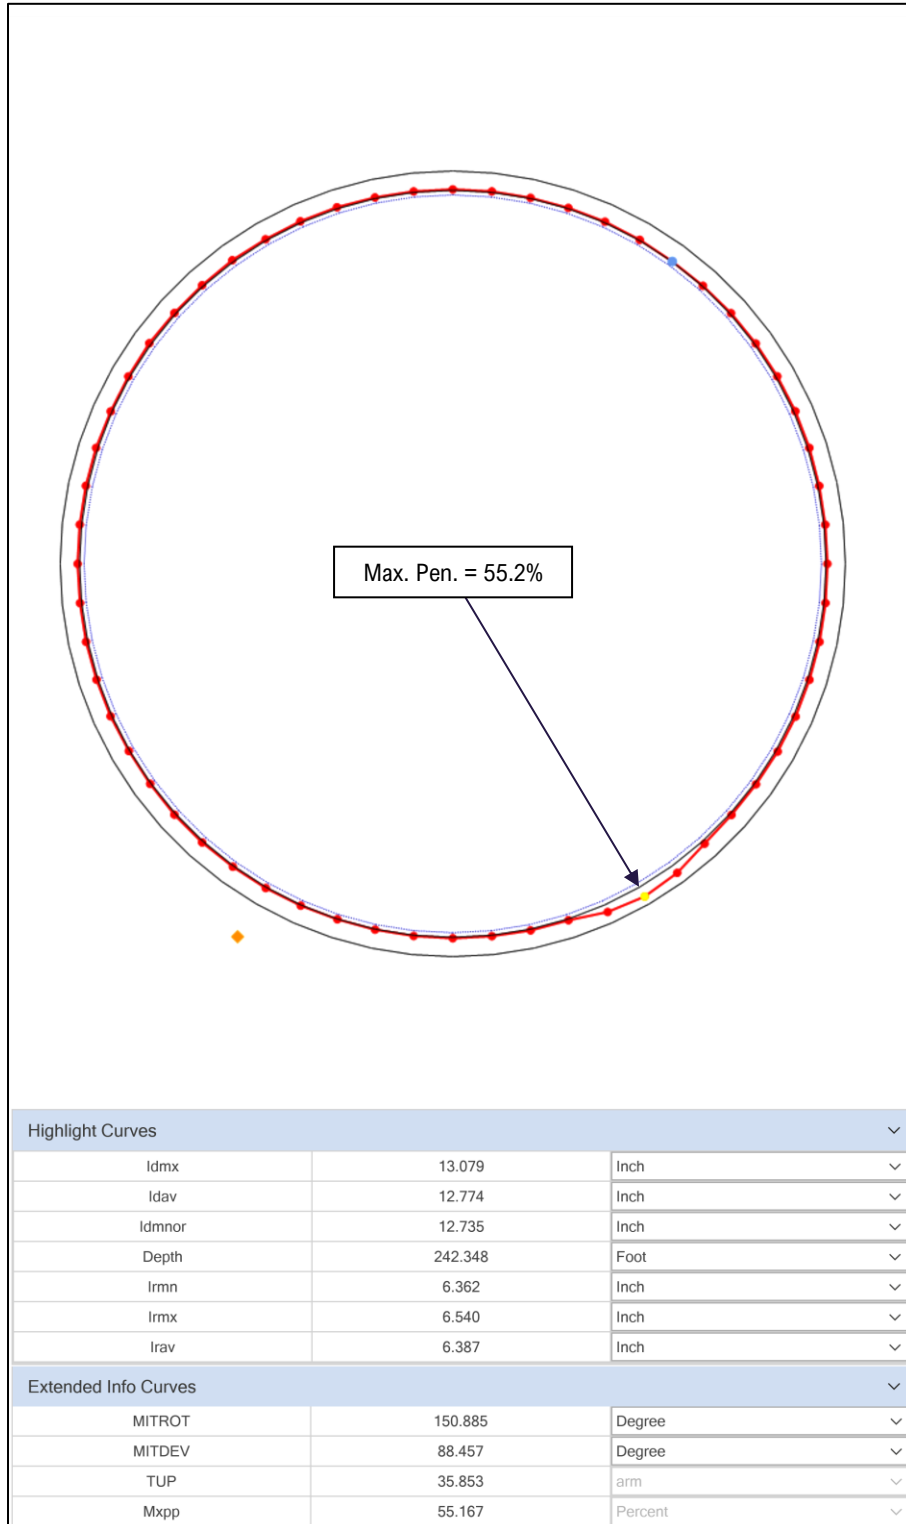 Max. Pen. = 55.2%
Highlight Curves
Idmx 13.079 Inch
Idav 12.774 Inch
Idmnor 12.735 Inch
Depth 242.348 Foot
Irmn 6.362 Inch
Irmx 6.540 Inch
Irav 6.387 Inch
Extended Info Curves
MITROT 150.885 Degree
MITDEV 88.457 Degree
TUP 35.853 arm
Mxpp 55.167 Percent